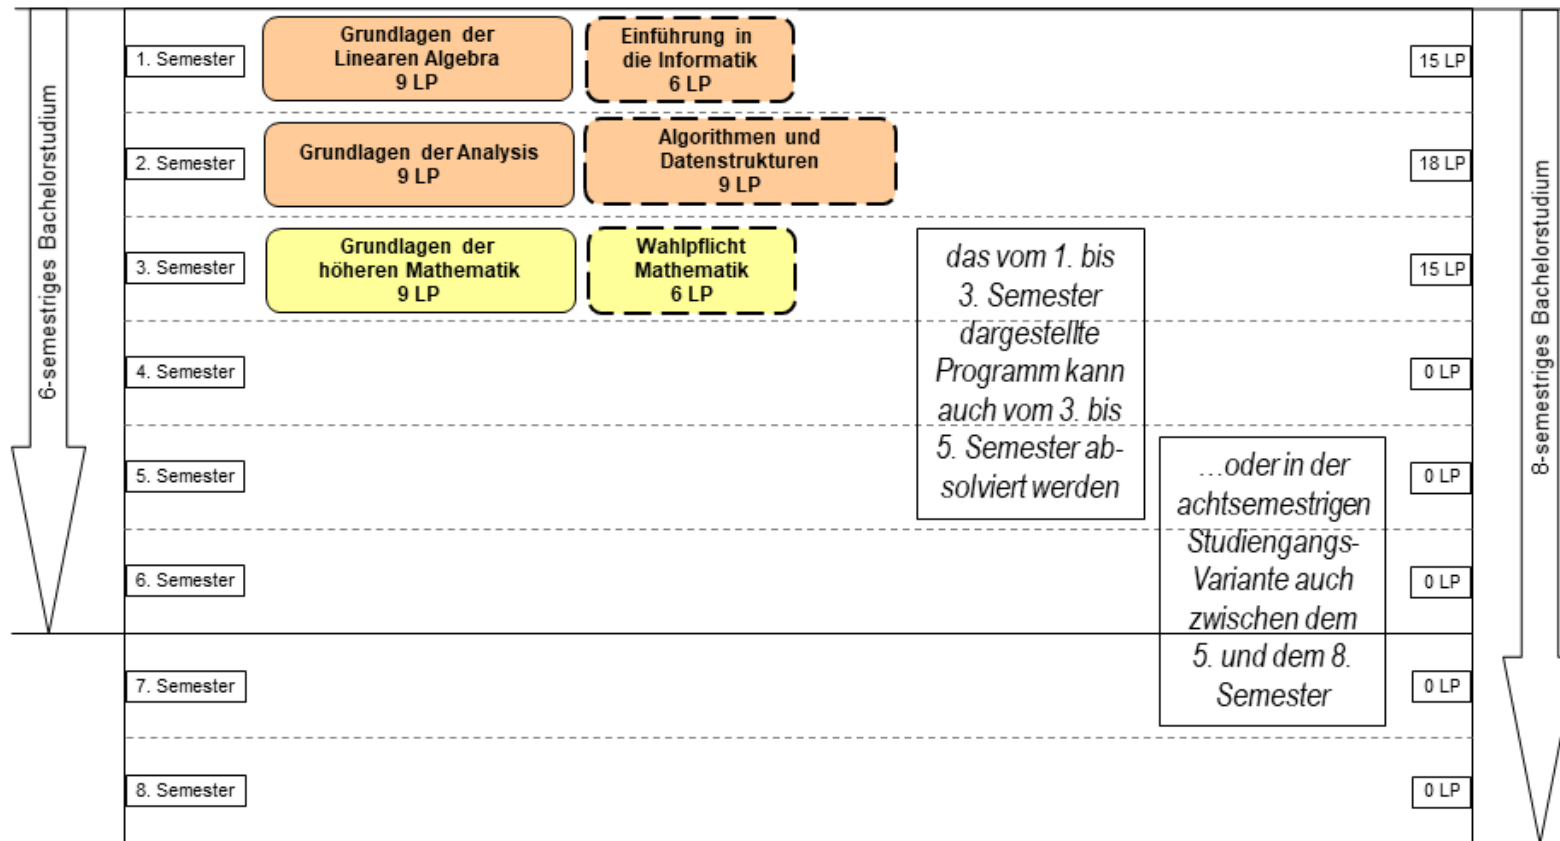 6-semestriges Bachelorstudium
8-semestriges Bachelorstudium
1. Semester
Grundlagen der
Linearen Algebra
9 LP
Einführung in
die Informatik
6 LP
15 LP
2. Semester
Grundlagen der Analysis
9 LP
Algorithmen und
Datenstrukturen
9 LP
18 LP
3. Semester
Grundlagen der
höheren Mathematik
9 LP
Wahlpflicht
Mathematik
6 LP
15 LP
das vom 1. bis
3. Semester
dargestellte
Programm kann
auch vom 3. bis
5. Semester ab-
solviert werden
4. Semester
0 LP
5. Semester
0 LP
...oder in der
achtsemestrigen
Studiengangs-
Variante auch
zwischen dem
5. und dem 8.
Semester
6. Semester
0 LP
7. Semester
0 LP
8. Semester
0 LP